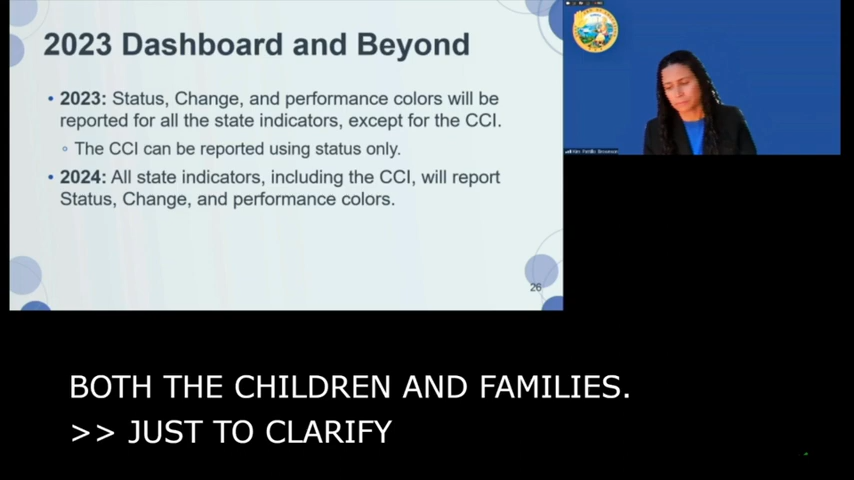 2023 Dashboard and Beyond
• 2023: Status, Change, and performance colors will be
reported for all the state indicators, except for the CCI.
◦ The CCI can be reported using status only.
• 2024: All state indicators, including the CCI, will report
Status, Change, and performance colors.
26
BOTH THE CHILDREN AND FAMILIES.
>> JUST TO CLARIFY